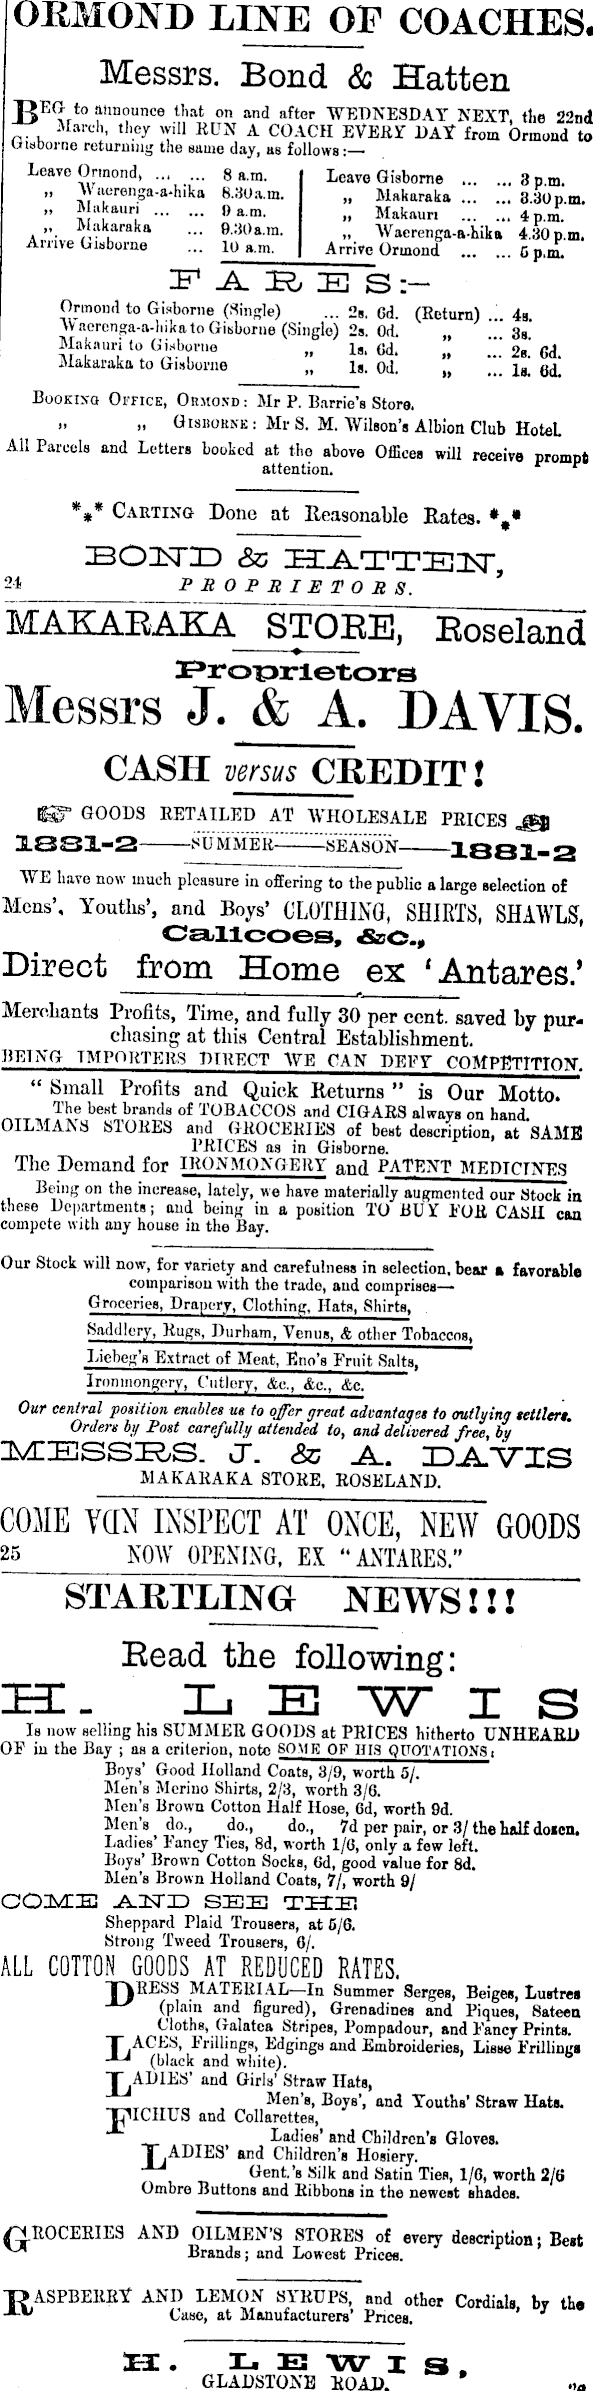 ORMOND LINE OF COACHES.
Messrs. Bond & Hatten
BEG to announce that on and after WEDNESDAY NEXT, the 22nd
March, they will RUN A COACH EVERY DAY from Ormond to
Gisborne returning the same day, as follows:—
Leave Ormond, ... ... 8 a.m.
„ Waerenga-a-hika 8.30a.m.
„ Makauri ... ... 9 a.m.
„ Makaraka ... 9.30a.m.
Arrive Gisborne ... 10 a.m.
Leave Gisborne ... ... 3 p.m.
„ Makaraka ... ... 3.30p.m.
„ Makauri ... ... 4 p.m.
„ Waerenga-a-hika 4.30 p.m.
Arrive Ormond ... ... 5 p.m.
FARES:—
Ormond to Gisborne (Single) ... 2s. 6d. (Return) ... 4s.
Waerenga-a-hika to Gisborne (Single) 2s. 0d. „ ... 3s.
Makauri to Gisborne „ 1s. 6d. „ ... 2s. 6d.
Makaraka to Gisborne „ 1s. 0d. „ ... 1s. 6d.
BOOKING OFFICE, ORMOND: Mr P. Barrie's Store.
„ „ GISBORNE: Mr S. M. Wilson's Albion Club Hotel.
All Parcels and Letters booked at the above Offices will receive prompt
attention.
*** CARTING Done at Reasonable Rates. ***
BOND & HATTEN,
24 PROPRIETORS.
MAKARAKA STORE, Roseland
Proprietors
Messrs J. & A. DAVIS.
CASH versus CREDIT!
GOODS RETAILED AT WHOLESALE PRICES
1881-2——SUMMER——SEASON——1881-2
WE have now much pleasure in offering to the public a large selection of
Mens', Youths', and Boys' CLOTHING, SHIRTS, SHAWLS,
Calicoes, &c.,
Direct from Home ex 'Antares.'
Merchants Profits, Time, and fully 30 per cent. saved by pur-
chasing at this Central Establishment.
BEING IMPORTERS DIRECT WE CAN DEFY COMPETITION.
" Small Profits and Quick Returns " is Our Motto.
The best brands of TOBACCOS and CIGARS always on hand.
OILMANS STORES and GROCERIES of best description, at SAME
PRICES as in Gisborne.
The Demand for IRONMONGERY and PATENT MEDICINES
Being on the increase, lately, we have materially augmented our Stock in
these Departments; and being in a position TO BUY FOR CASH can
compete with any house in the Bay.
Our Stock will now, for variety and carefulness in selection, bear a favorable
comparison with the trade, and comprises—
Groceries, Drapery, Clothing, Hats, Shirts,
Saddlery, Rugs, Durham, Venus, & other Tobaccos,
Liebeg's Extract of Meat, Eno's Fruit Salts,
Ironmongery, Cutlery, &c., &c., &c.
Our central position enables us to offer great advantages to outlying settlers.
Orders by Post carefully attended to, and delivered free, by
MESSRS. J. & A. DAVIS
MAKARAKA STORE, ROSELAND.
COME INSPECT AT ONCE, NEW GOODS
25 NOW OPENING, EX "ANTARES."
STARTLING NEWS!!!
Read the following:
H. LEWIS
Is now selling his SUMMER GOODS at PRICES hitherto UNHEARD
OF in the Bay ; as a criterion, note SOME OF HIS QUOTATIONS:
Boys' Good Holland Coats, 3/9, worth 5/.
Men's Merino Shirts, 2/3, worth 3/6.
Men's Brown Cotton Half Hose, 6d, worth 9d.
Men's do., do., do., 7d per pair, or 3/ the half dozen.
Ladies' Fancy Ties, 8d, worth 1/6, only a few left.
Boys' Brown Cotton Socks, 6d, good value for 8d.
Men's Brown Holland Coats, 7/, worth 9/
COME AND SEE THE
Sheppard Plaid Trousers, at 5/6.
Strong Tweed Trousers, 6/.
ALL COTTON GOODS AT REDUCED RATES.
DRESS MATERIAL—In Summer Serges, Beiges, Lustres
(plain and figured), Grenadines and Piques, Sateen
Cloths, Galatea Stripes, Pompadour, and Fancy Prints.
LACES, Frillings, Edgings and Embroideries, Lisse Frillings
(black and white).
LADIES' and Girls' Straw Hats,
Men's, Boys', and Youths' Straw Hats.
FICHUS and Collarettes,
Ladies' and Children's Gloves.
LADIES' and Children's Hosiery.
Gent.'s Silk and Satin Ties, 1/6, worth 2/6
Ombre Buttons and Ribbons in the newest shades.
GROCERIES AND OILMEN'S STORES of every description; Best
Brands; and Lowest Prices.
RASPBERRY AND LEMON SYRUPS, and other Cordials, by the
Case, at Manufacturers' Prices.
H. LEWIS,
GLADSTONE ROAD.